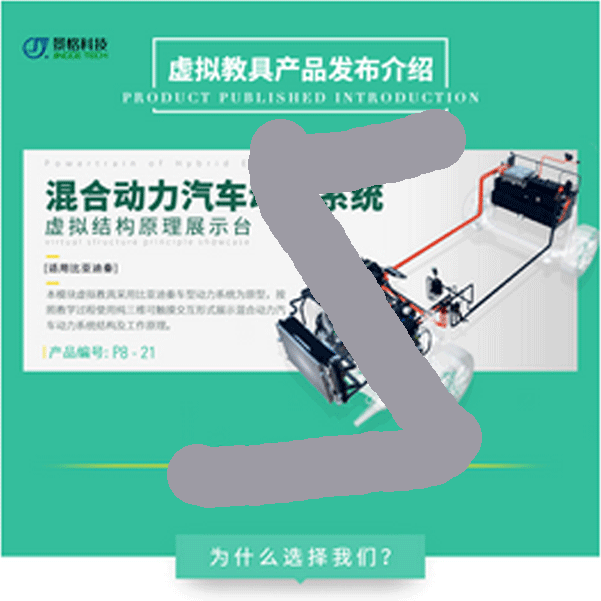 景格科技
JINGGE TECH
虚拟教具产品发布介绍
PRODUCT PUBLISHED INTRODUCTION
Powertrain of Hybrid
混合动力汽车 系统
虚拟结构原理展示台
virtual structure principle showcase
[适用比亚迪秦]
本模块虚拟教具采用比亚迪秦车型动力系统为原型。按
照教学过程使用纯三维可触摸交互形式展示混合动力汽
车动力系统结构及工作原理。
产品编号: P8 - 21
为什么选择我们?